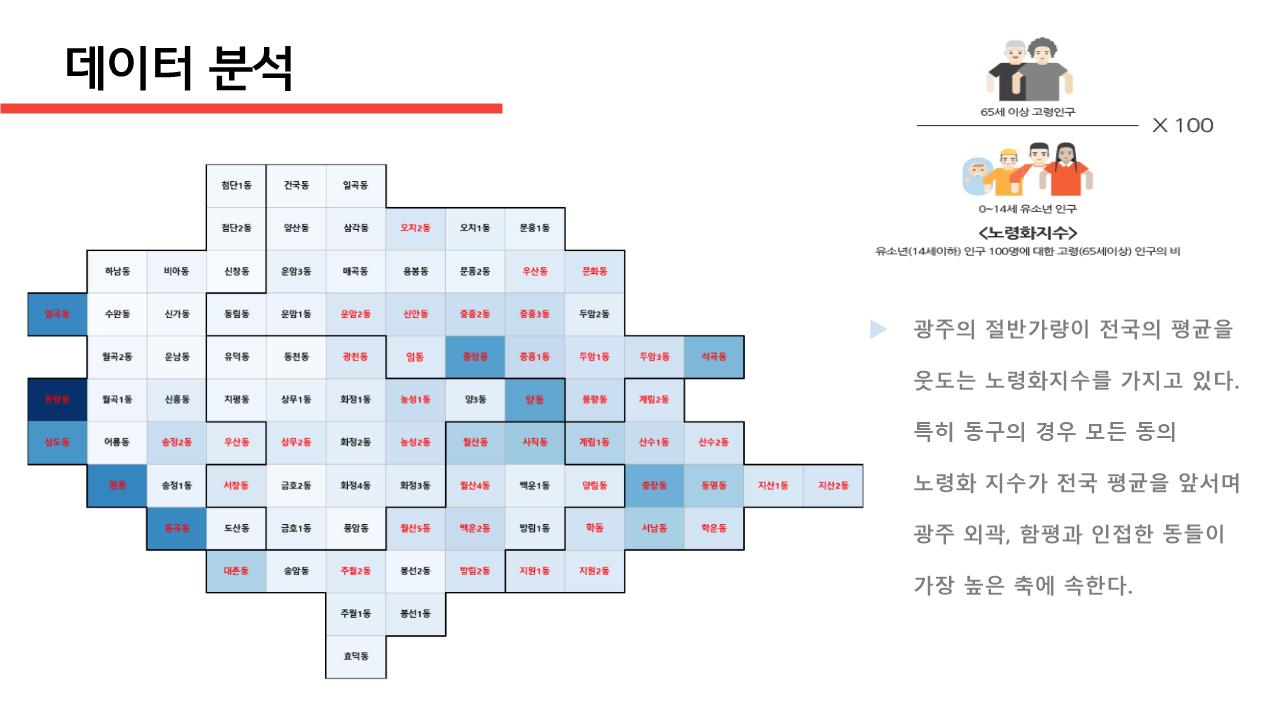 데이터 분석
65세 이상 고령인구
X 100
0~14세 유소년 인구
<노령화지수>
유소년(14세이하) 인구 100명에 대한 고령(65세이상) 인구의 비
첨단1동 건국동 일곡동
첨단2동 양산동 삼각동 오치2동 오치1동 문흥1동
하남동 비아동 신창동 운암3동 매곡동 용봉동 문흥2동 우산동 문화동
임곡동 수완동 신가동 동림동 운암1동 운암2동 신안동 중흥2동 중흥3동 두암2동
월곡2동 운남동 유덕동 동천동 광천동 임동 중앙동 중흥1동 두암1동 두암3동 석곡동
본량동 월곡1동 신흥동 치평동 상무1동 화정1동 농성1동 양3동 양동 풍향동 계림2동
삼도동 어룡동 송정2동 우산동 상무2동 화정2동 농성2동 월산동 사직동 계림1동 산수1동 산수2동
평동 송정1동 서창동 금호2동 화정4동 화정3동 월산4동 백운1동 양림동 충장동 동명동 지산1동 지산2동
동곡동 도산동 금호1동 풍암동 월산5동 백운2동 방림1동 학동 서남동 학운동
대촌동 송암동 주월2동 봉선2동 방림2동 지원1동 지원2동
주월1동 봉선1동
효덕동
광주의 절반가량이 전국의 평균을
웃도는 노령화지수를 가지고 있다.
특히 동구의 경우 모든 동의
노령화 지수가 전국 평균을 앞서며
광주 외곽, 함평과 인접한 동들이
가장 높은 축에 속한다.